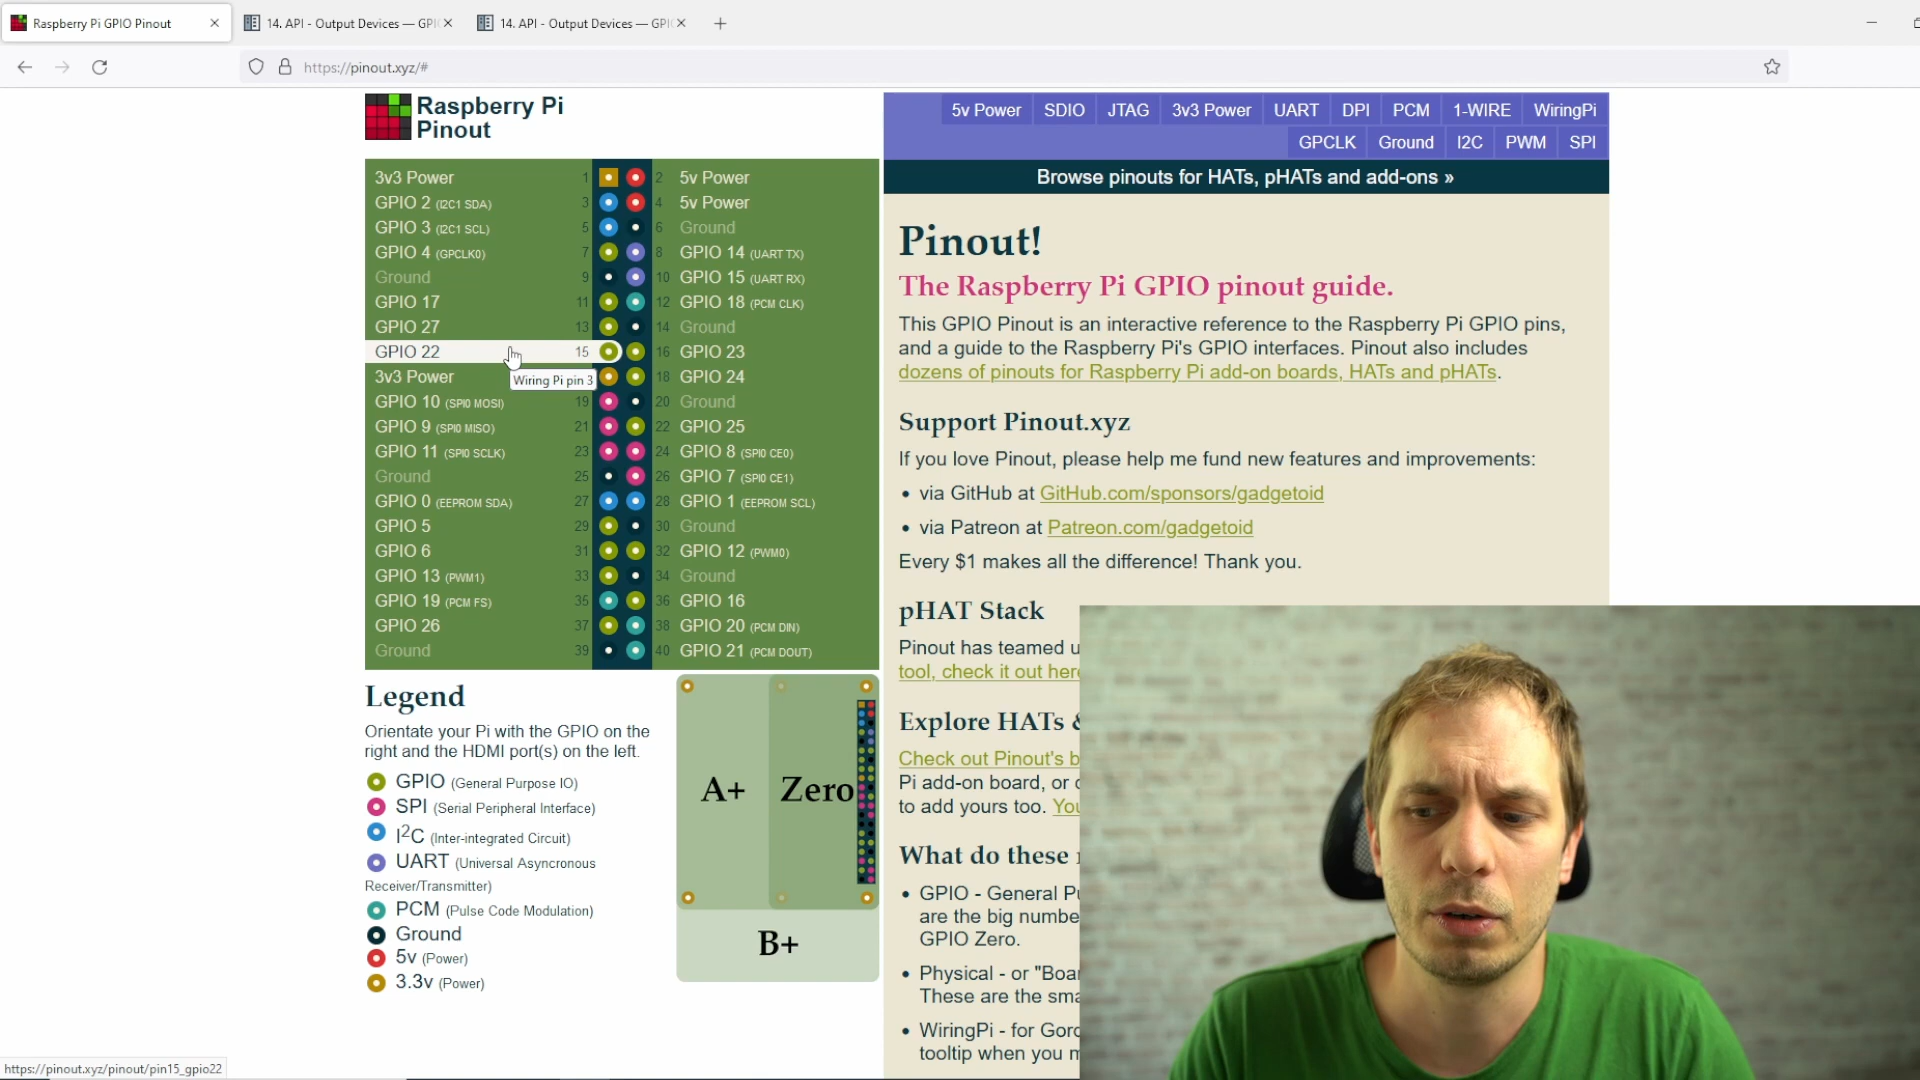 Raspberry Pi GPIO Pinout
14. API - Output Devices — GPI
14. API - Output Devices — GPI
https://pinout.xyz/#
Raspberry Pi
Pinout
5v Power SDIO JTAG 3v3 Power UART DPI PCM 1-WIRE WiringPi
GPCLK Ground I2C PWM SPI
Browse pinouts for HATs, pHATs and add-ons »
3v3 Power 1 2 5v Power
GPIO 2 (I2C1 SDA) 3 4 5v Power
GPIO 3 (I2C1 SCL) 5 6 Ground
GPIO 4 (GPCLK0) 7 8 GPIO 14 (UART TX)
Ground 9 10 GPIO 15 (UART RX)
GPIO 17 11 12 GPIO 18 (PCM CLK)
GPIO 27 13 14 Ground
GPIO 22 15 16 GPIO 23
3v3 Power 18 GPIO 24
Wiring Pi pin 3
GPIO 10 (SPI0 MOSI) 19 20 Ground
GPIO 9 (SPI0 MISO) 21 22 GPIO 25
GPIO 11 (SPI0 SCLK) 23 24 GPIO 8 (SPI0 CE0)
Ground 25 26 GPIO 7 (SPI0 CE1)
GPIO 0 (EEPROM SDA) 27 28 GPIO 1 (EEPROM SCL)
GPIO 5 29 30 Ground
GPIO 6 31 32 GPIO 12 (PWM0)
GPIO 13 (PWM1) 33 34 Ground
GPIO 19 (PCM FS) 35 36 GPIO 16
GPIO 26 37 38 GPIO 20 (PCM DIN)
Ground 39 40 GPIO 21 (PCM DOUT)
Legend
Orientate your Pi with the GPIO on the
right and the HDMI port(s) on the left.
GPIO (General Purpose IO)
SPI (Serial Peripheral Interface)
I2C (Inter-integrated Circuit)
UART (Universal Asyncronous
Receiver/Transmitter)
PCM (Pulse Code Modulation)
Ground
5v (Power)
3.3v (Power)
A+ Zero
B+
Pinout!
The Raspberry Pi GPIO pinout guide.
This GPIO Pinout is an interactive reference to the Raspberry Pi GPIO pins,
and a guide to the Raspberry Pi's GPIO interfaces. Pinout also includes
dozens of pinouts for Raspberry Pi add-on boards, HATs and pHATs.
Support Pinout.xyz
If you love Pinout, please help me fund new features and improvements:
• via GitHub at GitHub.com/sponsors/gadgetoid
• via Patreon at Patreon.com/gadgetoid
Every $1 makes all the difference! Thank you.
pHAT Stack
Pinout has teamed u
tool, check it out here
Explore HATs &
Check out Pinout's b
Pi add-on board, or
to add yours too. You
What do these
• GPIO - General Pu
are the big numbe
GPIO Zero.
• Physical - or "Boar
These are the sma
• WiringPi - for Gord
tooltip when you m
https://pinout.xyz/pinout/pin15_gpio22